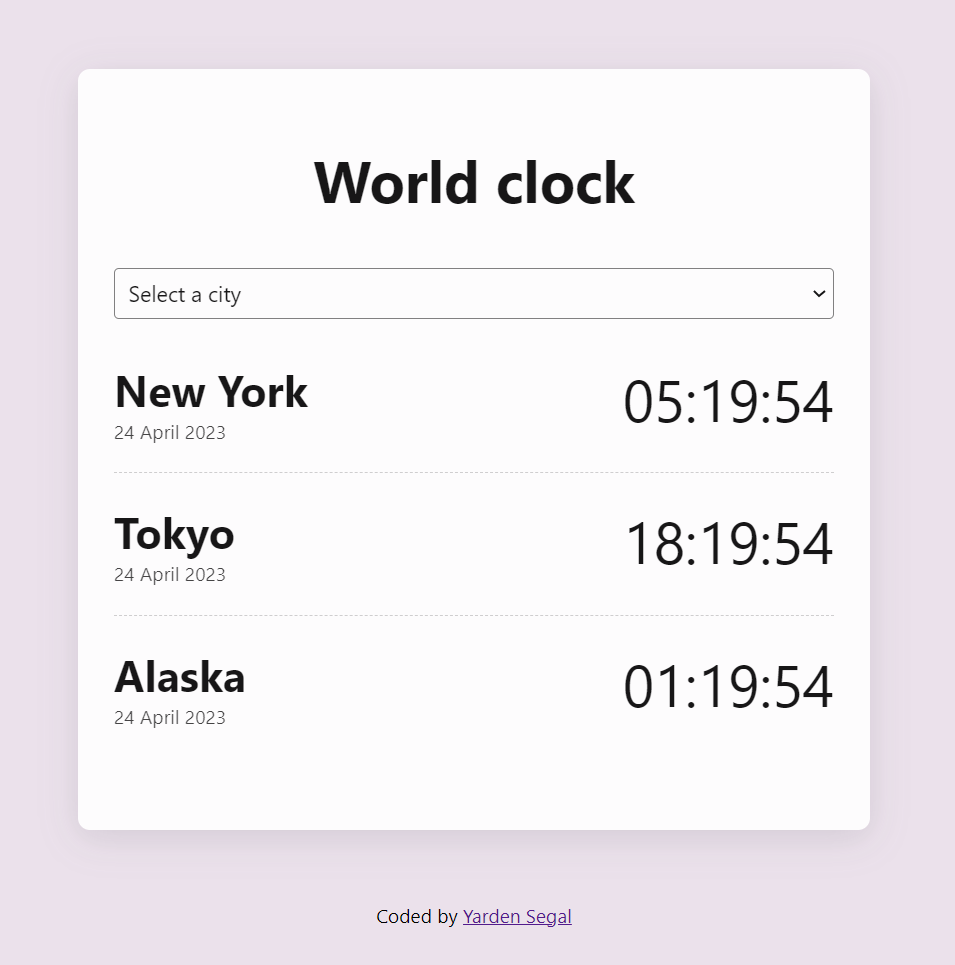 World clock
Select a city
New York
05:19:54
24 April 2023
Tokyo
18:19:54
24 April 2023
Alaska
01:19:54
24 April 2023
Coded by Yarden Segal